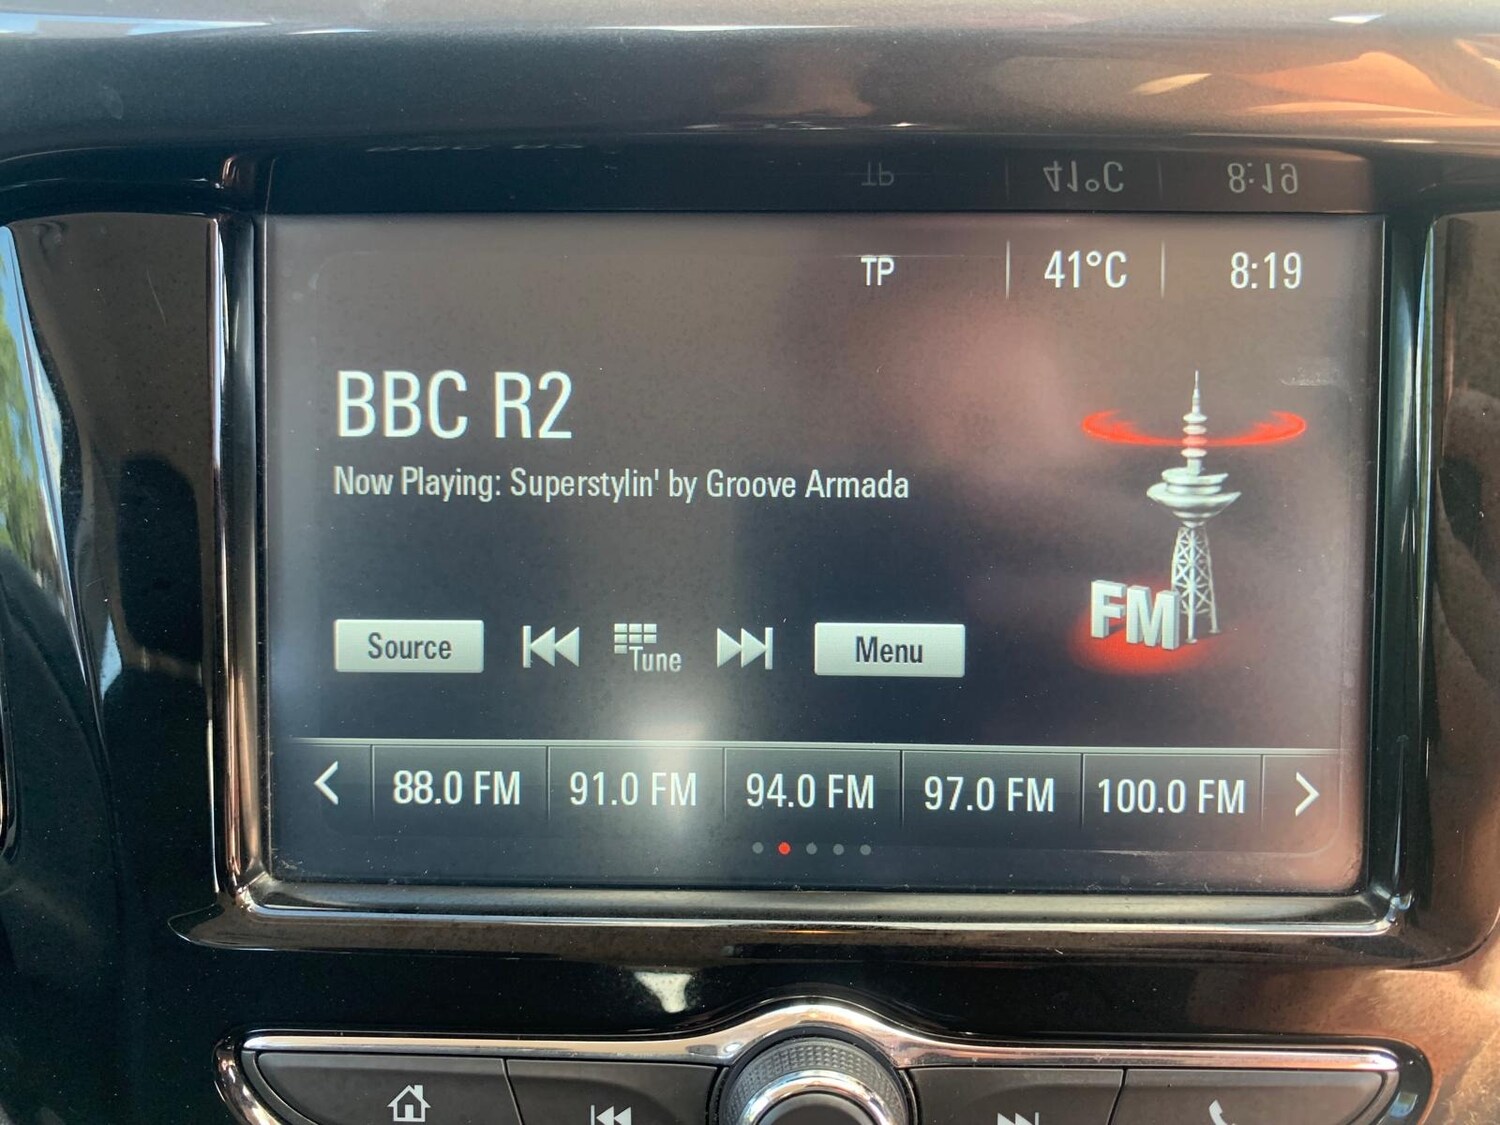 TP 41°C 8:19
BBC R2
Now Playing: Superstylin' by Groove Armada
FM
Source Tune Menu
88.0 FM 91.0 FM 94.0 FM 97.0 FM 100.0 FM